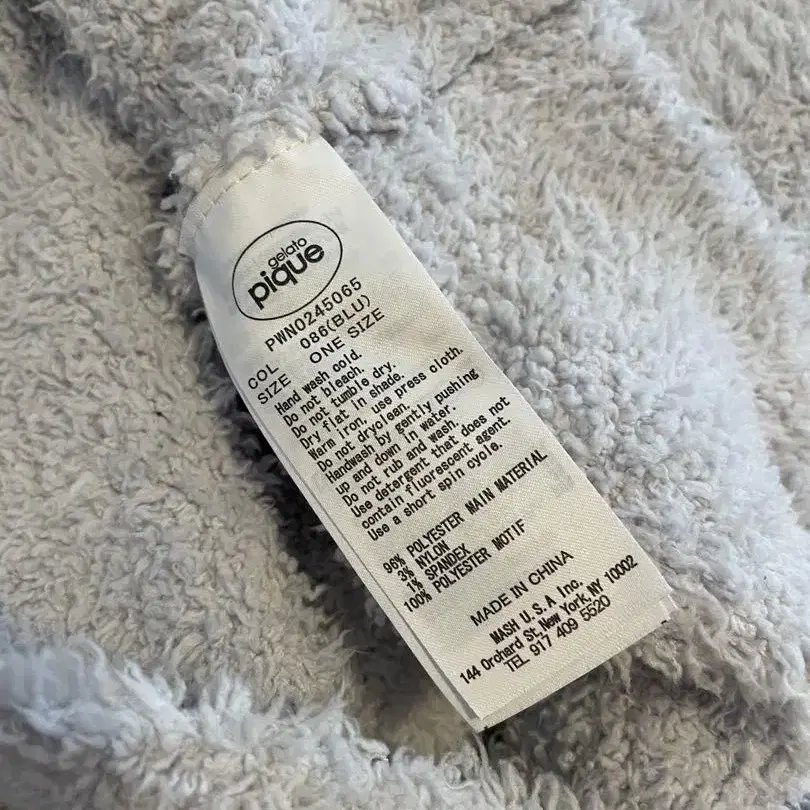 gelato
pique
PWNO245065
COL 086(BLU)
SIZE ONE SIZE
Hand wash cold.
Do not bleach.
Do not tumble dry.
Dry flat in shade.
Warm iron, use press cloth.
Do not dryclean.
Handwash by gently pushing
up and down in water.
Do not rub and wash.
Use detergent that does not
contain fluorescent agent.
Use a short spin cycle.
96% POLYESTER MAIN MATERIAL
3% NYLON
1% SPANDEX
100% POLYESTER MOTIF
MADE IN CHINA
MASH U.S.A Inc.
144 Orchard St,New York,NY 10002
TEL 917 409 5520